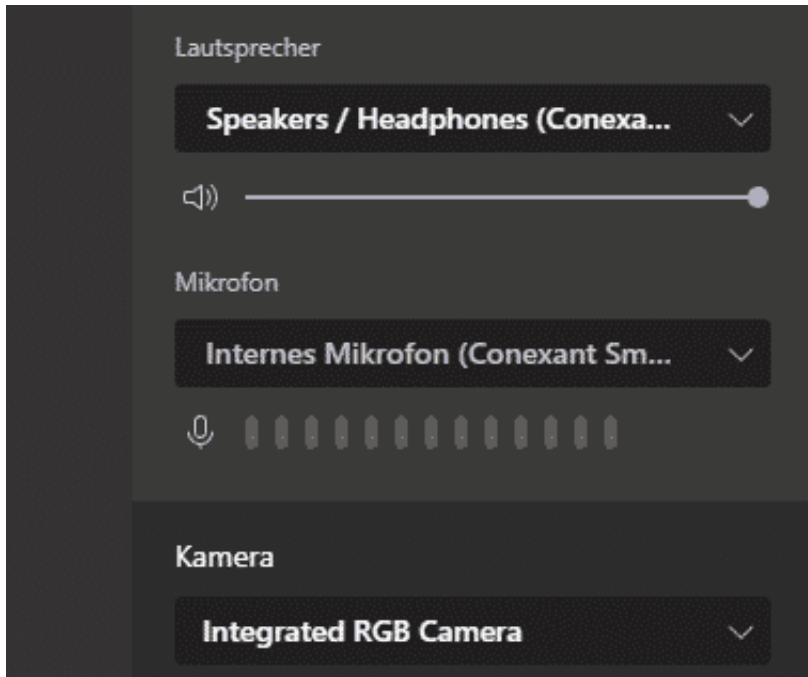 Lautsprecher
Speakers / Headphones (Conexa...
Mikrofon
Internes Mikrofon (Conexant Sm...
Kamera
Integrated RGB Camera